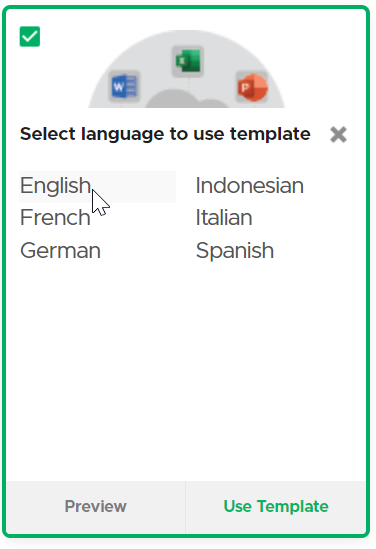 W
X
P
Select language to use template
English
French
German
Indonesian
Italian
Spanish
Preview
Use Template